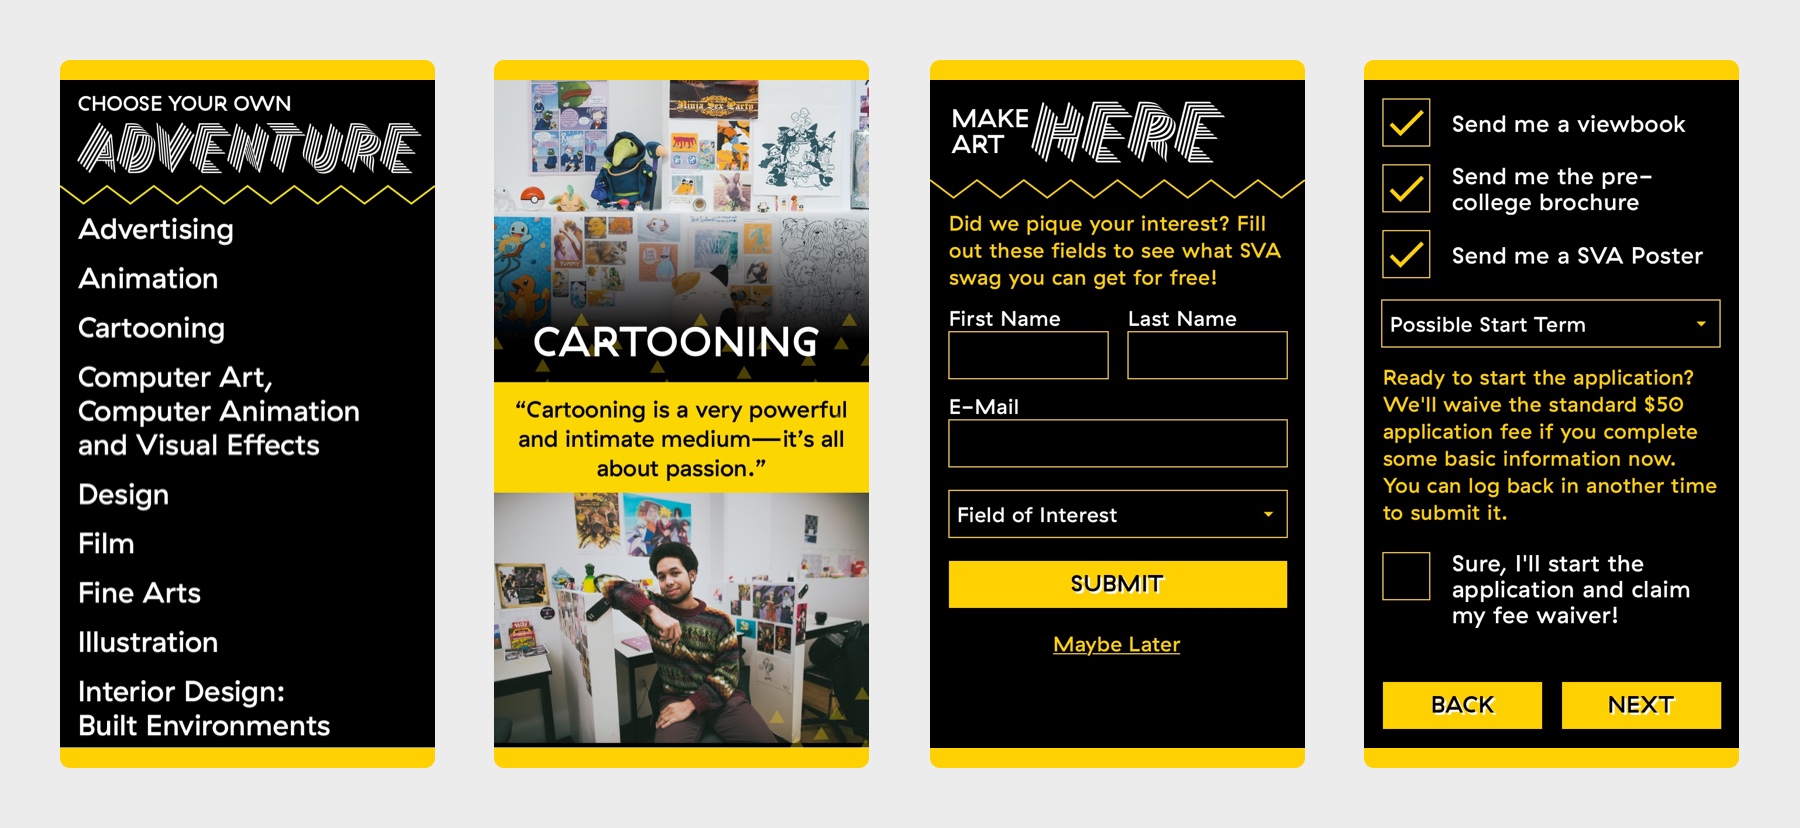 CHOOSE YOUR OWN
ADVENTURE
Advertising
Animation
Cartooning
Computer Art,
Computer Animation
and Visual Effects
Design
Film
Fine Arts
Illustration
Interior Design:
Built Environments
Ninja Sex Party
CARTOONING
“Cartooning is a very powerful
and intimate medium—it’s all
about passion.”
MAKE
ART
HERE
Did we pique your interest? Fill
out these fields to see what SVA
swag you can get for free!
First Name
Last Name
E-Mail
Field of Interest
SUBMIT
Maybe Later
Send me a viewbook
Send me the pre-
college brochure
Send me a SVA Poster
Possible Start Term
Ready to start the application?
We'll waive the standard $50
application fee if you complete
some basic information now.
You can log back in another time
to submit it.
Sure, I'll start the
application and claim
my fee waiver!
BACK
NEXT